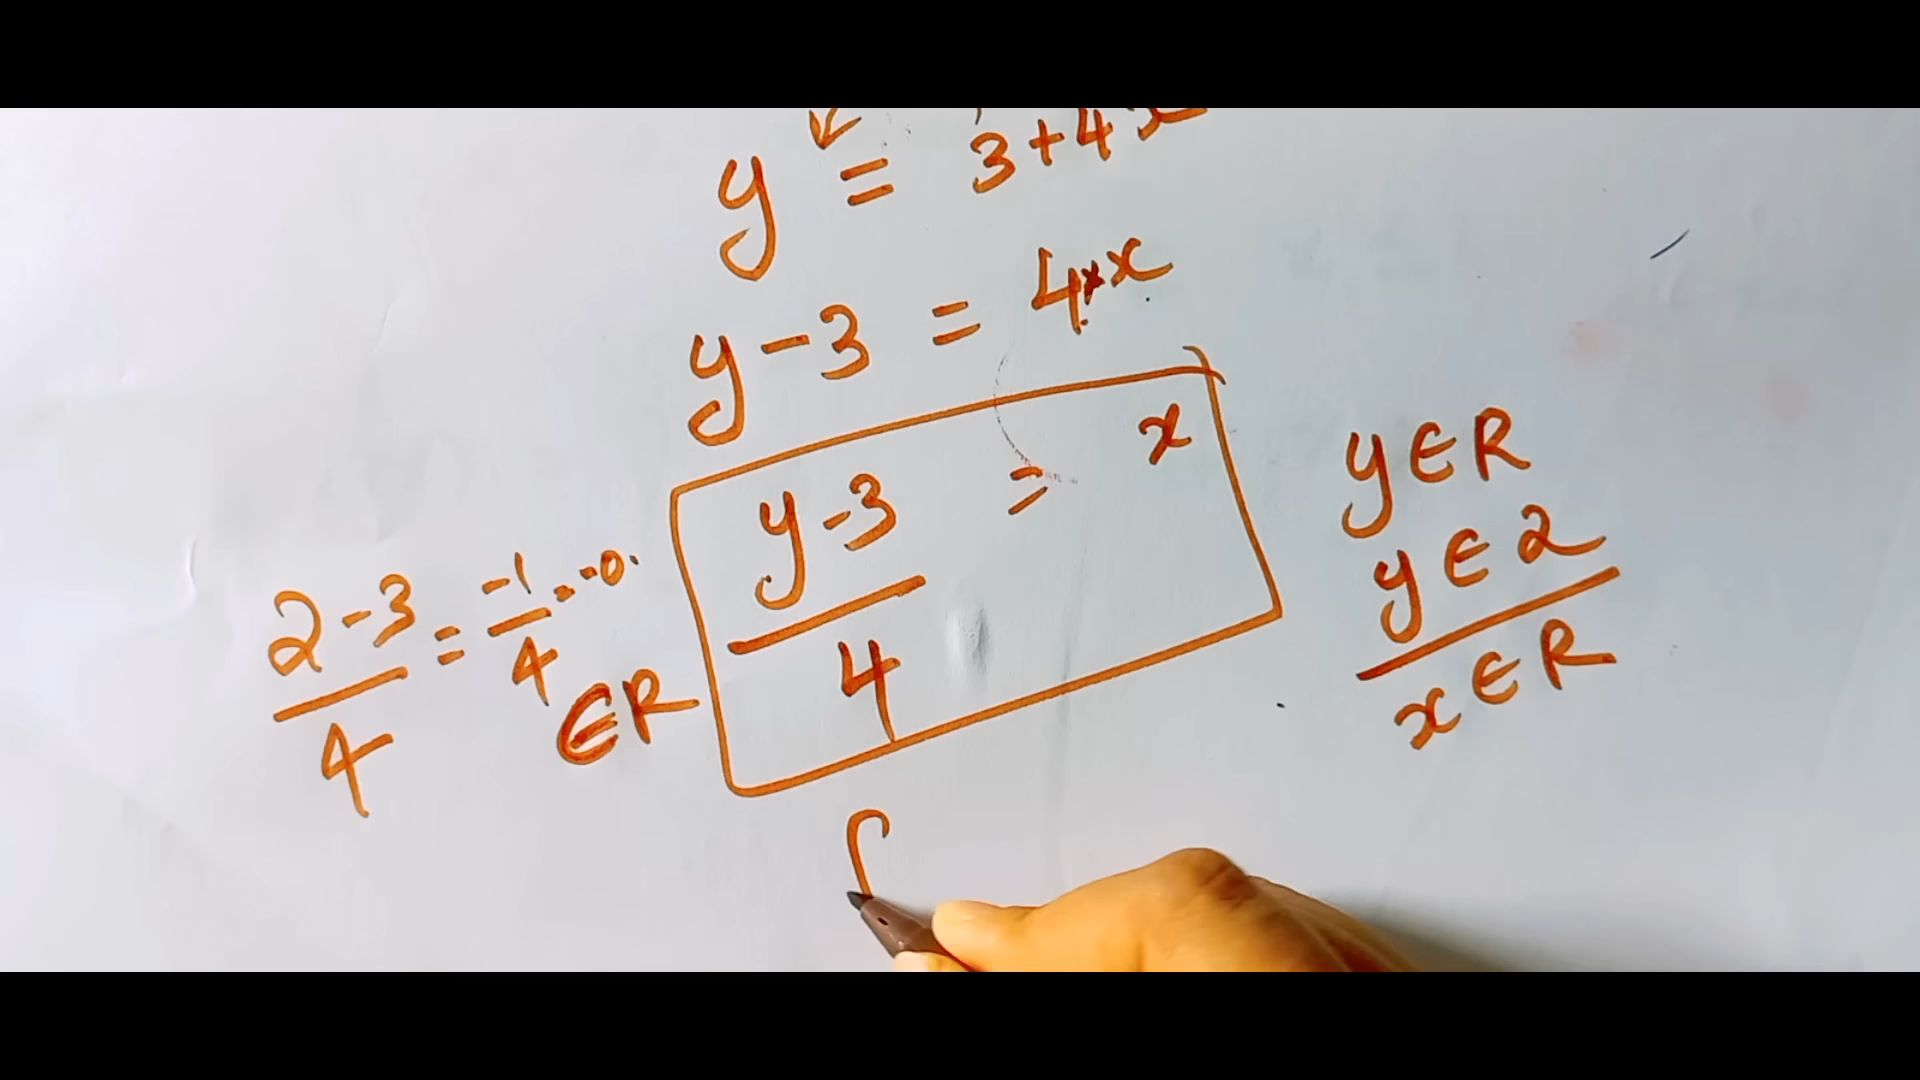 y = 3+4x
y-3 = 4*x
y-3/4 = x
2-3/4 = -1/4 = -0.
∈R
y∈R
y∈2
x∈R